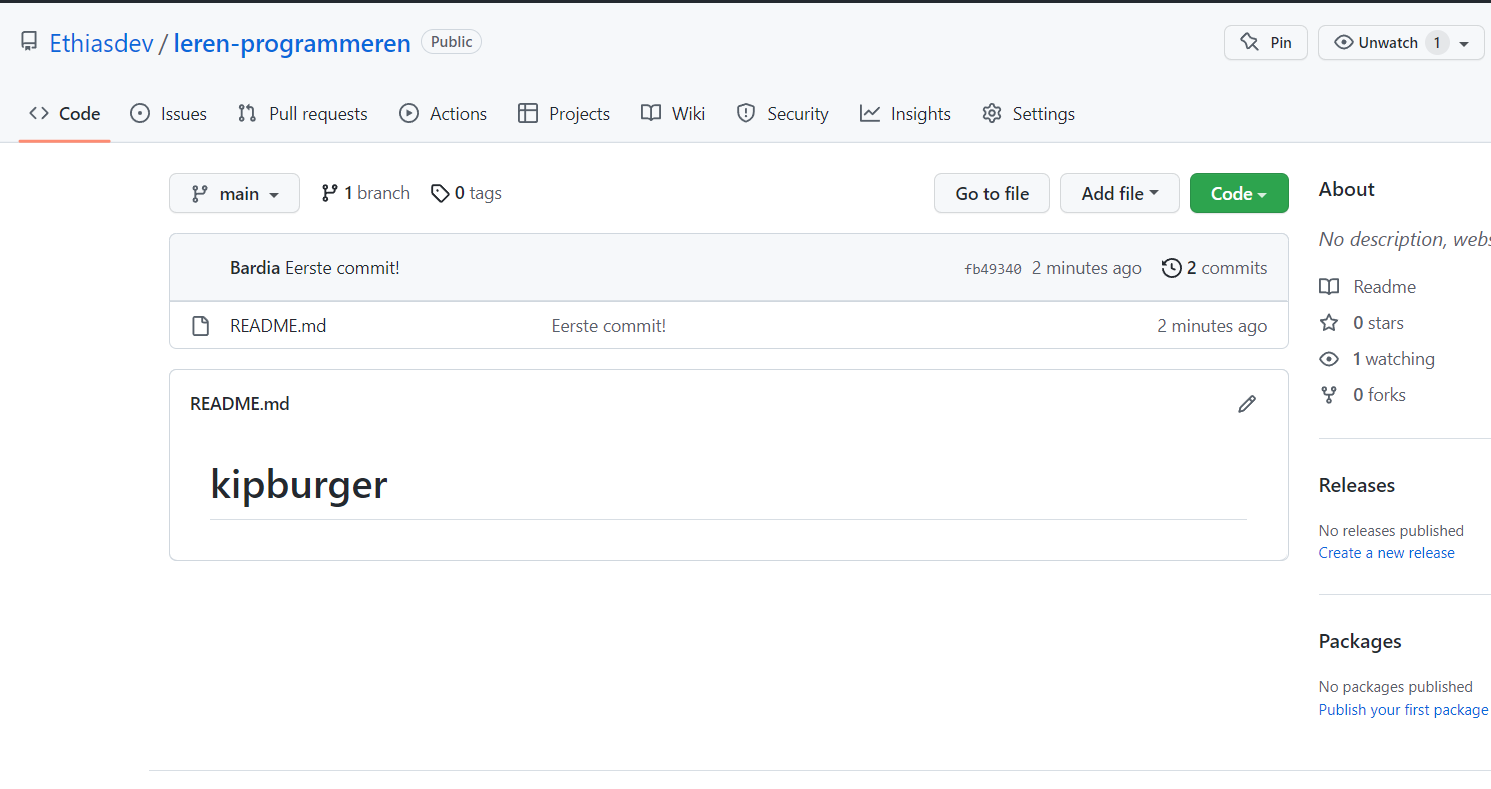 Ethiasdev / leren-programmeren Public Pin Unwatch 1
Code Issues Pull requests Actions Projects Wiki Security Insights Settings
main 1 branch 0 tags Go to file Add file Code
Bardia Eerste commit! fb49340 2 minutes ago 2 commits
README.md Eerste commit! 2 minutes ago
README.md
kipburger
About
No description, webs
Readme
0 stars
1 watching
0 forks
Releases
No releases published
Create a new release
Packages
No packages published
Publish your first package